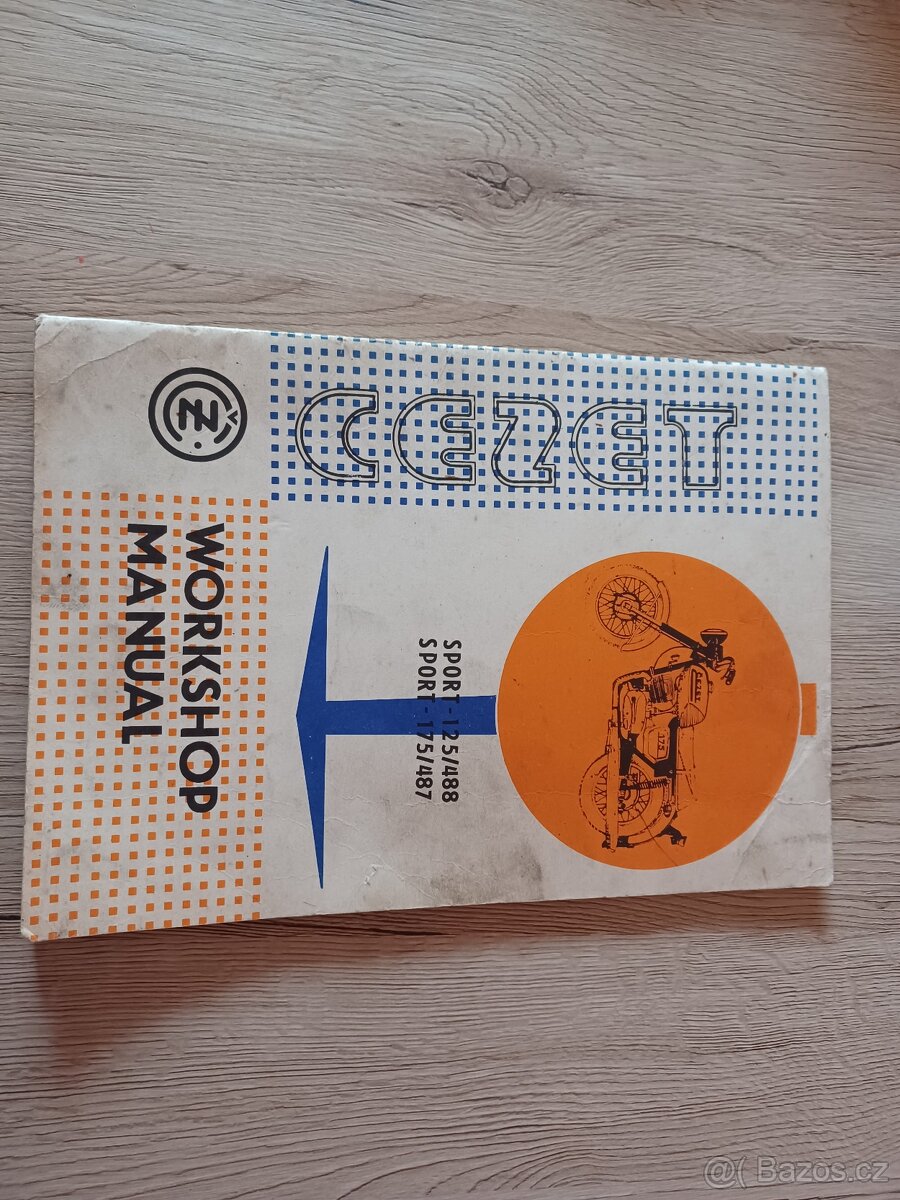 CEZET
ČZ
SPORT - 125/488
SPORT - 175/487
WORKSHOP
MANUAL
175
@( Bazoš.cz